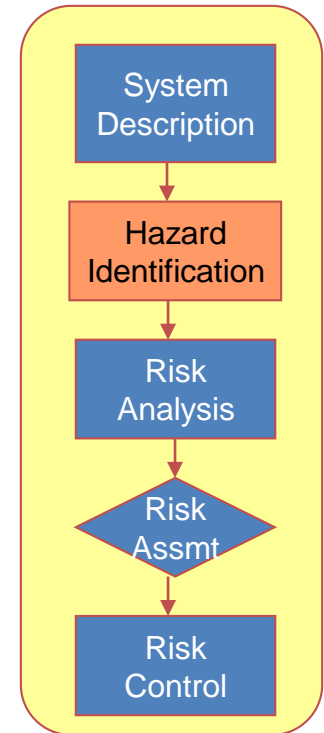 System
Description
Hazard
Identification
Risk
Analysis
Risk
Assmt
Risk
Control